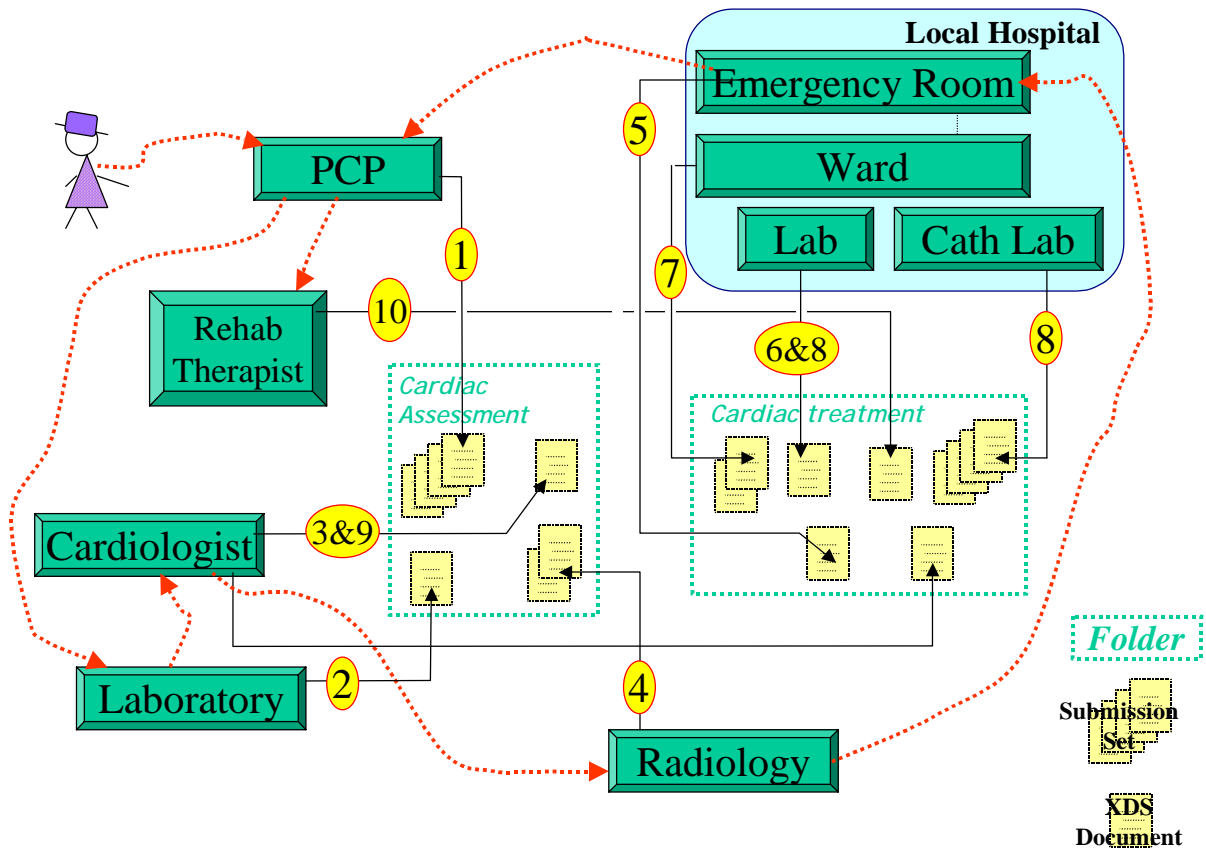 Local Hospital
Emergency Room
5
PCP
Ward
1
Lab
Cath Lab
7
10
Rehab
Therapist
6&8
8
Cardiac
Assessment
Cardiac treatment
3&9
Cardiologist
Folder
Laboratory
2
4
Submission
Set
Radiology
XDS
Document